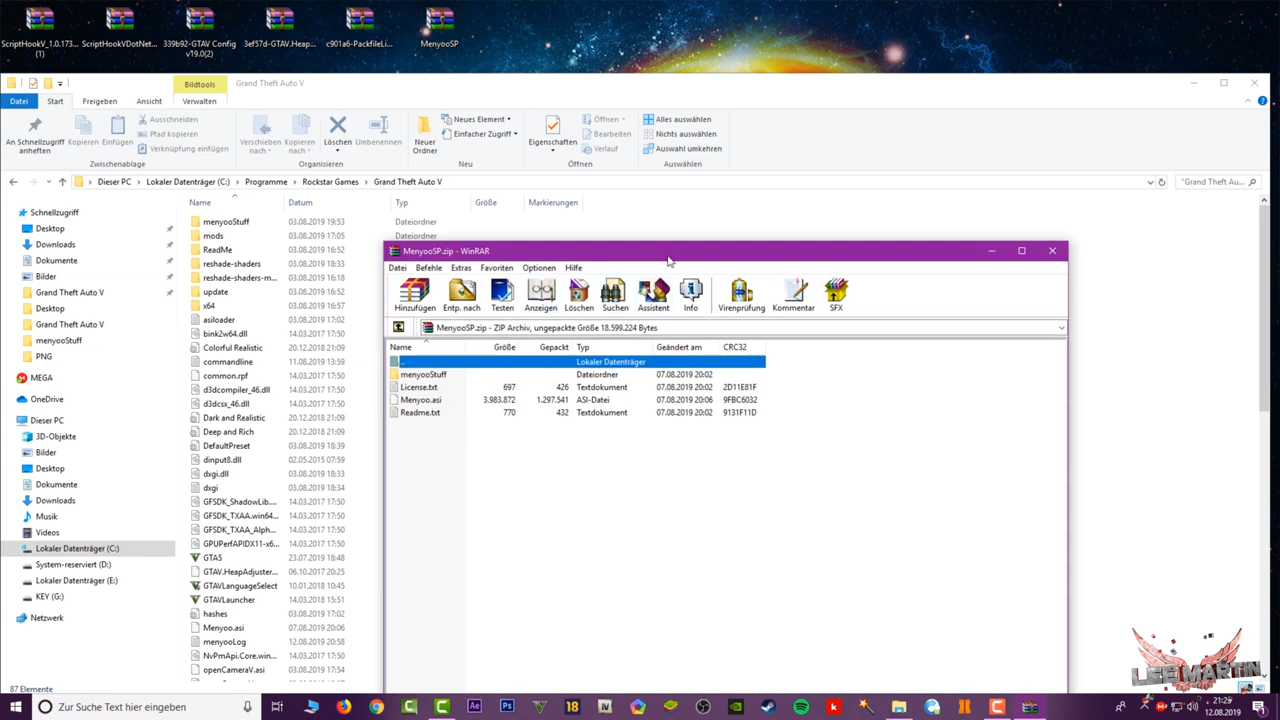 ScriptHookV_1.0.173...
(1)
ScriptHookVDotNet...
339b92-GTAV Config
v19.0(2)
3ef57d-GTAV.Heap...
c901a6-PackfileLi...
MenyooSP
Bildtools
Grand Theft Auto V
Datei
Start
Freigeben
Ansicht
Verwalten
An Schnellzugriff
anheften
Kopieren
Einfügen
Ausschneiden
Pfad kopieren
Verknüpfung einfügen
Zwischenablage
Verschieben
nach
Kopieren
nach
Löschen
Umbenennen
Organisieren
Neuer
Ordner
Neues Element
Einfacher Zugriff
Neu
Eigenschaften
Öffnen
Bearbeiten
Verlauf
Öffnen
Alles auswählen
Nichts auswählen
Auswahl umkehren
Auswählen
Dieser PC
Lokaler Datenträger (C:)
Programme
Rockstar Games
Grand Theft Auto V
"Grand Theft Au...
Schnellzugriff
Desktop
Downloads
Dokumente
Bilder
Grand Theft Auto V
Desktop
Grand Theft Auto V
menyooStuff
PNG
MEGA
OneDrive
Dieser PC
3D-Objekte
Bilder
Desktop
Dokumente
Downloads
Musik
Videos
Lokaler Datenträger (C:)
System-reserviert (D:)
Lokaler Datenträger (E:)
KEY (G:)
Netzwerk
Name Datum Typ Größe Markierungen
menyooStuff 03.08.2019 19:53 Dateiordner
mods 03.08.2019 17:05 Dateiordner
ReadMe 03.08.2019 16:52
reshade-shaders 03.08.2019 18:33
reshade-shaders-m... 03.08.2019 16:18
update 03.08.2019 16:52
x64 03.08.2019 16:57
asiloader 03.08.2019 16:52
bink2w64.dll 14.03.2017 17:50
Colorful Realistic 20.12.2018 21:09
commandline 11.08.2019 13:59
common.rpf 14.03.2017 17:50
d3dcompiler_46.dll 14.03.2017 17:50
d3dcsx_46.dll 14.03.2017 17:50
Dark and Realistic 20.12.2018 21:09
Deep and Rich 20.12.2018 21:09
DefaultPreset 03.08.2019 18:39
dinput8.dll 02.05.2015 07:59
dxgi.dll 03.08.2019 18:33
dxgi 03.08.2019 18:34
GFSDK_ShadowLib.... 14.03.2017 17:50
GFSDK_TXAA.win64... 14.03.2017 17:50
GFSDK_TXAA_Alph... 14.03.2017 17:50
GPUPerfAPIDX11-x6... 14.03.2017 17:50
GTA5 23.07.2019 18:48
GTAV.HeapAdjuster... 06.10.2017 20:25
GTAVLanguageSelect 10.01.2018 10:45
GTAVLauncher 14.03.2018 16:50
hashes 03.08.2019 17:02
Menyoo.asi 07.08.2019 20:06
menyooLog 12.08.2019 20:58
NvPmApi.Core.win... 14.03.2017 17:50
openCameraV.asi 03.08.2019 17:54
87 Elemente
MenyooSP.zip - WinRAR
Datei Befehle Extras Favoriten Optionen Hilfe
Hinzufügen Entp. nach Testen Anzeigen Löschen Suchen Assistent Info Virenprüfung Kommentar SFX
MenyooSP.zip - ZIP Archiv, ungepackte Größe 18.599.224 Bytes
Name Größe Gepackt Typ Geändert am CRC32
.. Lokaler Datenträger
menyooStuff Dateiordner 07.08.2019 20:02
License.txt 697 426 Textdokument 07.08.2019 20:02 2D11E81F
Menyoo.asi 3.983.872 1.297.541 ASI-Datei 07.08.2019 20:06 9FBC6032
Readme.txt 770 432 Textdokument 07.08.2019 20:02 9131F11D
LEE MARTIN
Zur Suche Text hier eingeben
Ae
Ps
18
k
21:25
12.08.2019